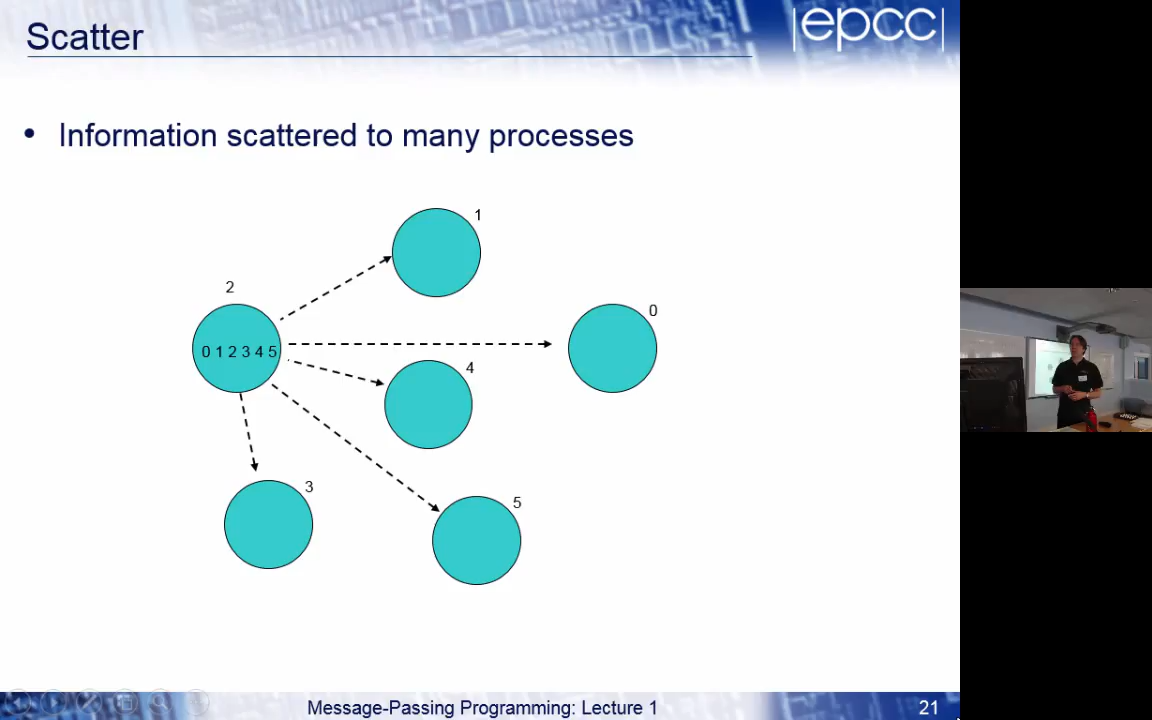 Scatter
|epcc|
• Information scattered to many processes
1
2
0
0 1 2 3 4 5
4
3
5
Message-Passing Programming: Lecture 1
21